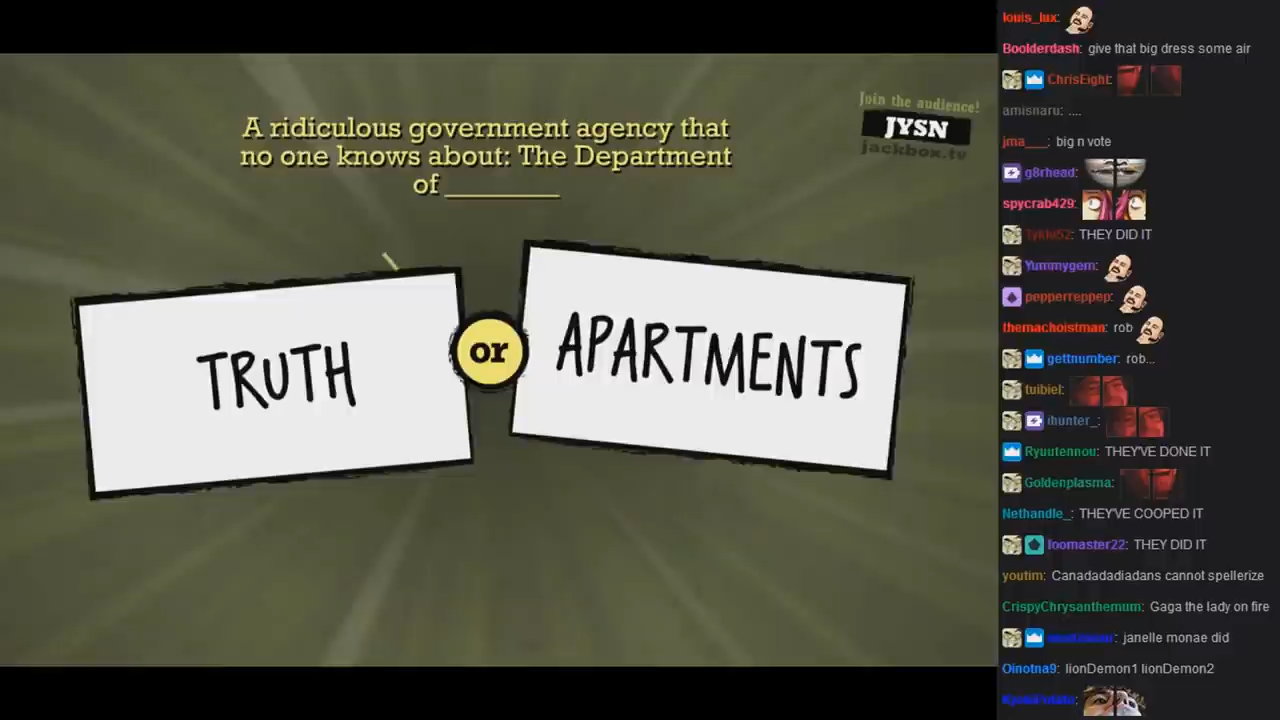 A ridiculous government agency that
no one knows about: The Department
of ________
Join the audience!
JYSN
jackbox.tv
TRUTH
or
APARTMENTS
louis_lux:
Boolderdash: give that big dress some air
ChrisEight:
amisnaru: ....
jma___: big n vote
g8rhead:
spycrab429:
Tyklu52: THEY DID IT
Yummygem:
pepperreppep:
themachoistman: rob
gettnumber: rob...
tuibiel:
ihunter_:
Ryuutennou: THEY'VE DONE IT
Goldenplasma:
Nethandle_: THEY'VE COOPED IT
loomaster22: THEY DID IT
youtim: Canadadadiadans cannot spellerize
CrispyChrysanthemum: Gaga the lady on fire
janelle monae did
Oinotna9: lionDemon1 lionDemon2